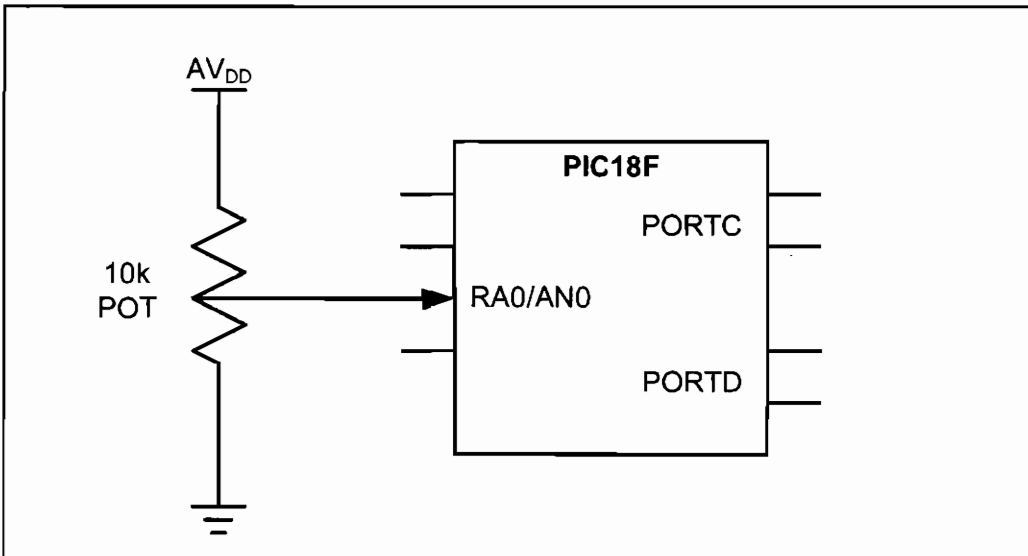 AVDD
PIC18F
PORTC
10k
POT
RA0/AN0
PORTD